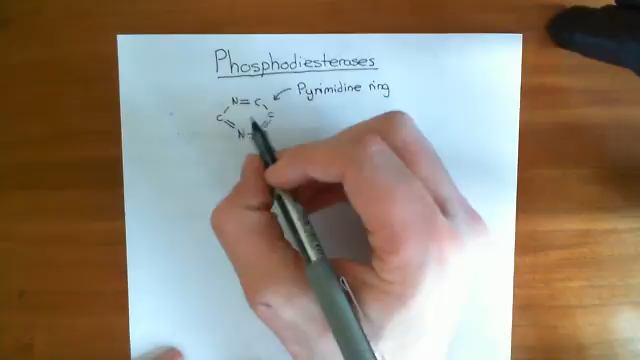 Phosphodiesterases
Pyrimidine ring
N = C
C C
N